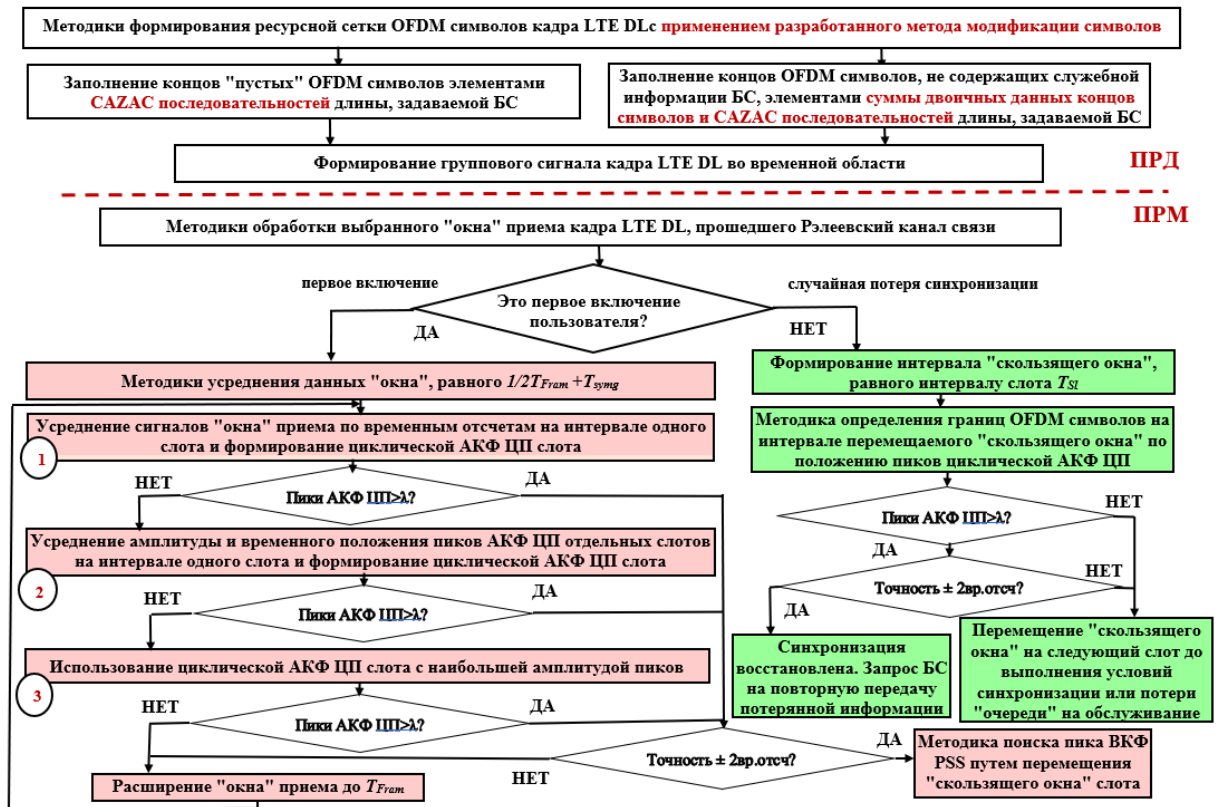 Методики формирования ресурсной сетки OFDM символов кадра LTE DLс применением разработанного метода модификации символов
Заполнение концов "пустых" OFDM символов элементами
CAZAC последовательностей длины, задаваемой БС
Заполнение концов OFDM символов, не содержащих служебной
информации БС, элементами суммы двоичных данных концов
символов и CAZAC последовательностей длины, задаваемой БС
Формирование группового сигнала кадра LTE DL во временной области
ПРД
ПРМ
Методики обработки выбранного "окна" приема кадра LTE DL, прошедшего Рэлеевский канал связи
первое включение
случайная потеря синхронизации
Это первое включение
пользователя?
ДА
НЕТ
Методики усреднения данных "окна", равного 1/2TFram +Tsymg
Усреднение сигналов "окна" приема по временным отсчетам на интервале одного
слота и формирование циклической АКФ ЦП слота
1
НЕТ
ДА
Пики АКФ ЦП>λ?
Усреднение амплитуды и временного положения пиков АКФ ЦП отдельных слотов
на интервале одного слота и формирование циклической АКФ ЦП слота
2
НЕТ
ДА
Пики АКФ ЦП>λ?
Использование циклической АКФ ЦП слота с наибольшей амплитудой пиков
3
НЕТ
ДА
Пики АКФ ЦП>λ?
Расширение "окна" приема до TFram
НЕТ
Точность ± 2вр.отсч?
ДА
Методика поиска пика ВКФ
PSS путем перемещения
"скользящего окна" слота
Формирование интервала "скользящего окна",
равного интервалу слота TSl
Методика определения границ OFDM символов на
интервале перемещаемого "скользящего окна" по
положению пиков циклической АКФ ЦП
НЕТ
Пики АКФ ЦП>λ?
ДА
НЕТ
Точность ± 2вр.отсч?
ДА
Синхронизация
восстановлена. Запрос БС
на повторную передачу
потерянной информации
Перемещение "скользящего
окна" на следующий слот до
выполнения условий
синхронизации или потери
"очереди" на обслуживание